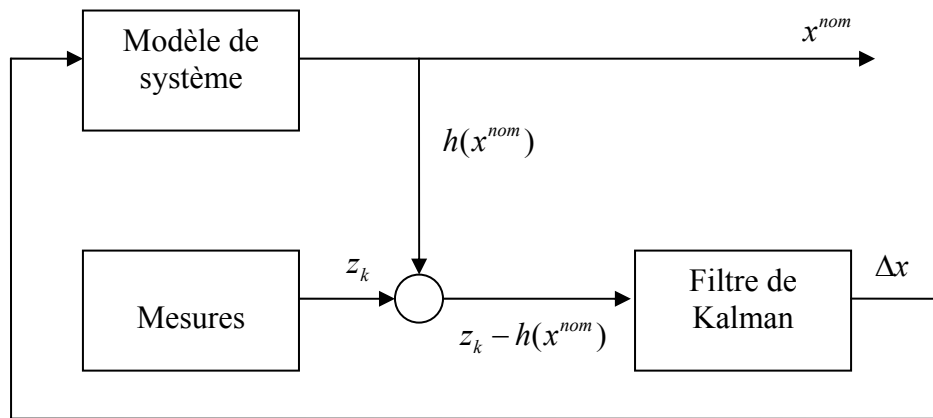 Modèle de
système
x^{nom}
h(x^{nom})
Mesures
z_k
z_k − h(x^{nom})
Filtre de
Kalman
Δx